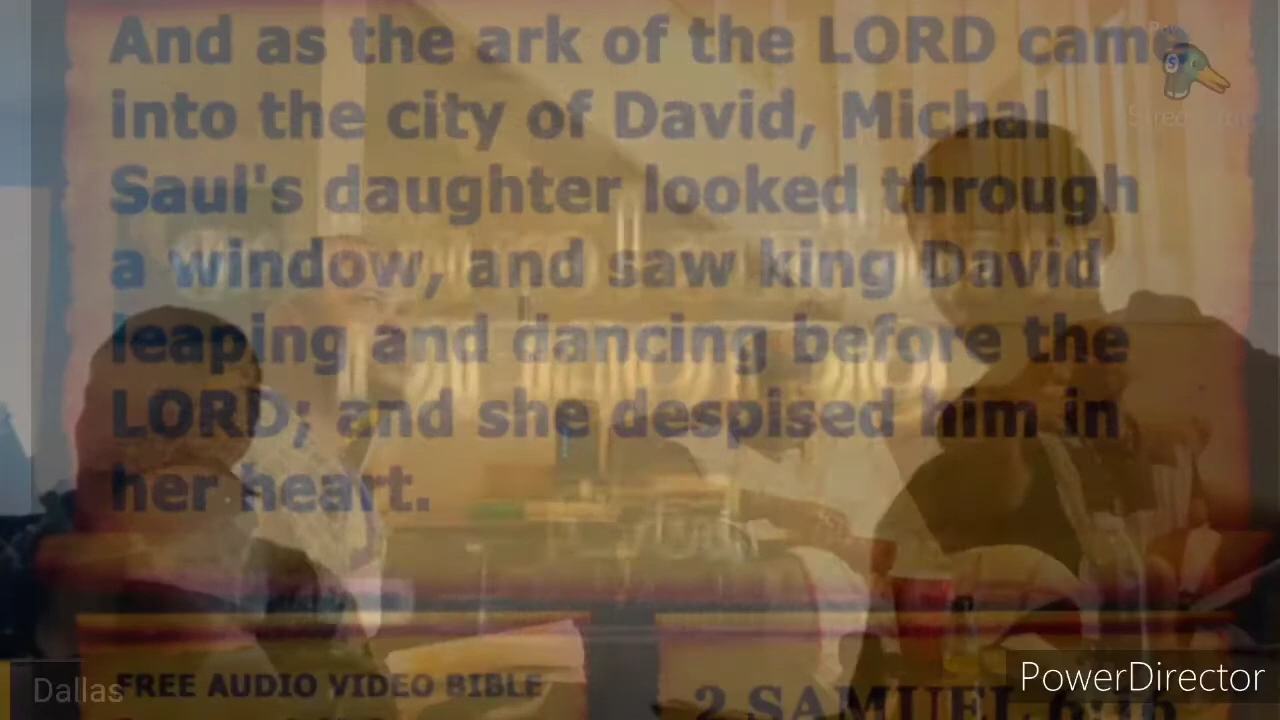 And as the ark of the LORD came
into the city of David, Michal
Saul's daughter looked through
a window, and saw king David
leaping and dancing before the
LORD; and she despised him in
her heart.
Dallas
FREE AUDIO VIDEO BIBLE
2 SAMUEL 6:16
PowerDirector